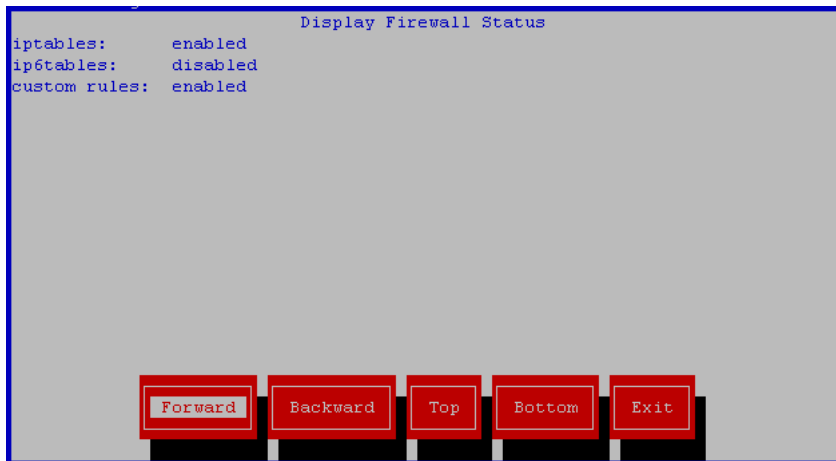 Display Firewall Status
iptables: enabled
ip6tables: disabled
custom rules: enabled
Forward Backward Top Bottom Exit